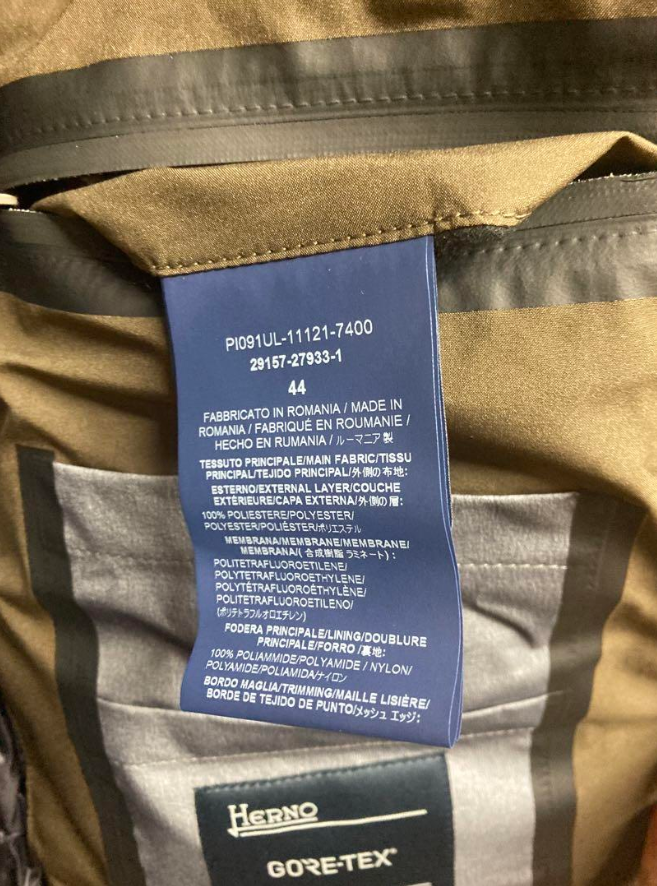 PI091UL-11121-7400
29157-27933-1
44
FABBRICATO IN ROMANIA / MADE IN
ROMANIA / FABRIQUÉ EN ROUMANIE /
HECHO EN RUMANIA / ルーマニア製
TESSUTO PRINCIPALE/MAIN FABRIC/TISSU
PRINCIPAL/TEJIDO PRINCIPAL/外側の布地:
ESTERNO/EXTERNAL LAYER/COUCHE
EXTÉRIEURE/CAPA EXTERNA/外側の層:
100% POLIESTERE/POLYESTER/
POLYESTER/POLIÉSTER/ポリエステル
MEMBRANA/MEMBRANE/MEMBRANE/
MEMBRANA/(合成樹脂 ラミネート):
POLITETRAFLUOROETILENE/
POLYTETRAFLUOROETHYLENE/
POLYTÉTRAFLUOROÉTHYLÈNE/
POLITETRAFLUOROETILENO/
(ポリテトラフルオロエチレン)
FODERA PRINCIPALE/LINING/DOUBLURE
PRINCIPALE/FORRO /裏地:
100% POLIAMMIDE/POLYAMIDE / NYLON/
POLYAMIDE/POLIAMIDA/ナイロン
BORDO MAGLIA/TRIMMING/MAILLE LISIÈRE/
BORDE DE TEJIDO DE PUNTO/メッシュ エッジ:
HERNO
GORE-TEX®